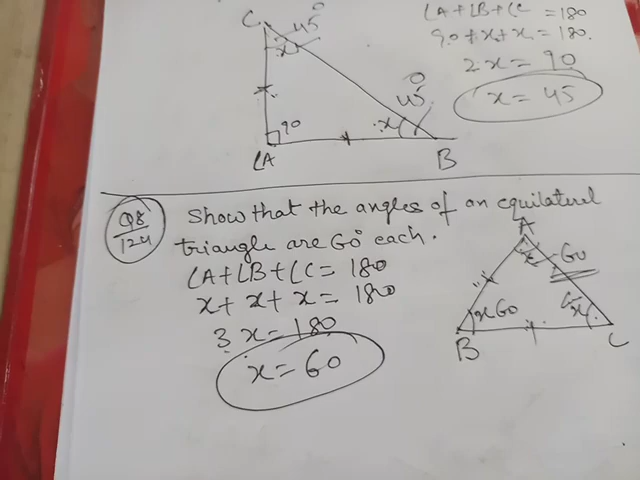 ∠A+∠B+∠C = 180
90+x+x = 180.
2x = 90
x = 45
C
45°
x
90
∠A
45°
x
B
Q8/124
Show that the angles of an equilateral
triangle are 60° each.
∠A+∠B+∠C = 180
x+x+x = 180
3x = 180
x = 60
A
x
60
x 60
x
B
C